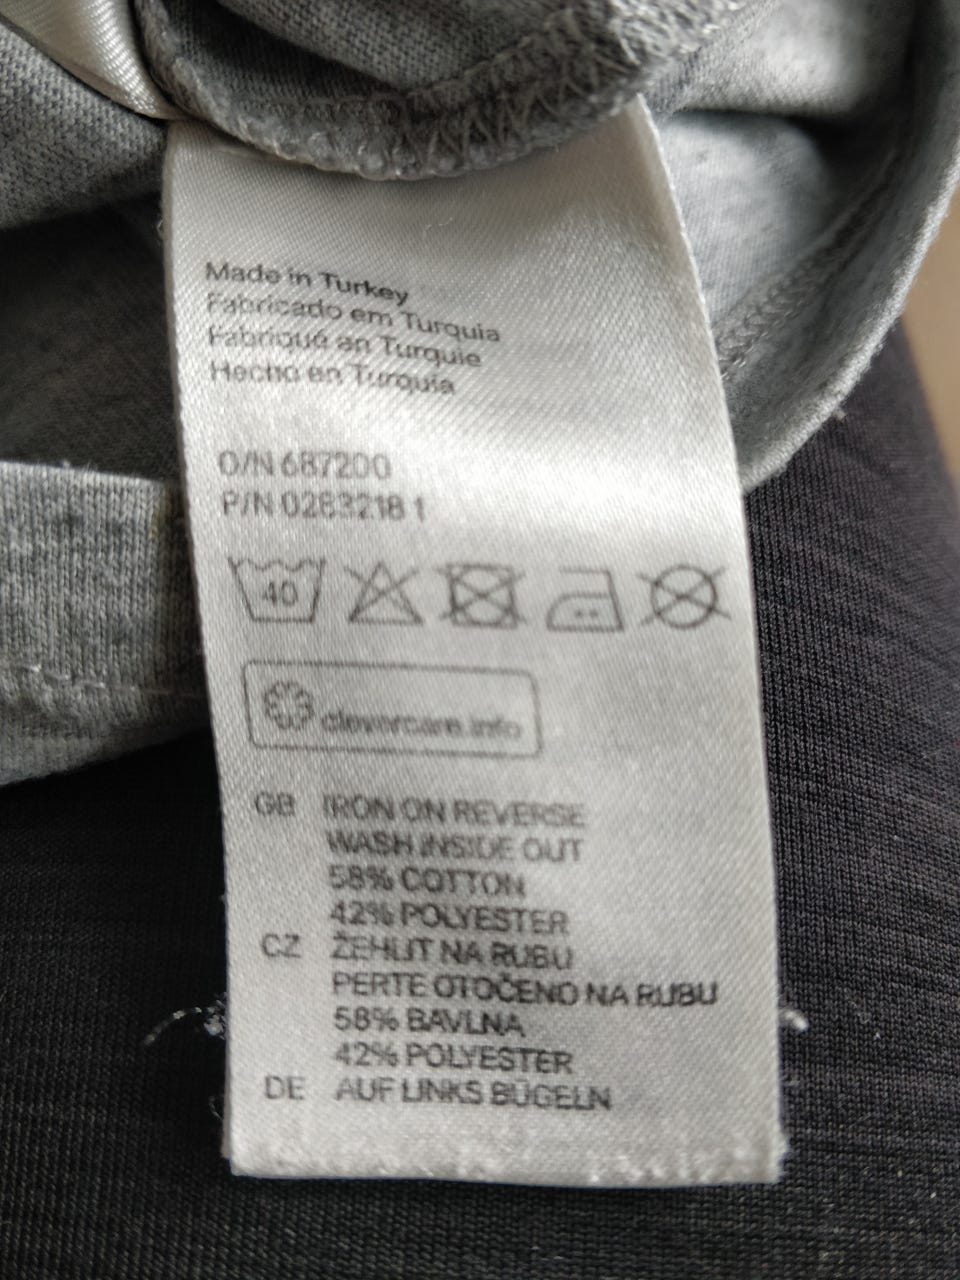 Made in Turkey
Fabricado em Turquia
Fabriqué en Turquie
Hecho en Turquía
O/N 687200
P/N 0283218 1
40
clevercare.info
GB IRON ON REVERSE
WASH INSIDE OUT
58% COTTON
42% POLYESTER
CZ ŽEHLIT NA RUBU
PERTE OTOČENO NA RUBU
58% BAVLNA
42% POLYESTER
DE AUF LINKS BÜGELN